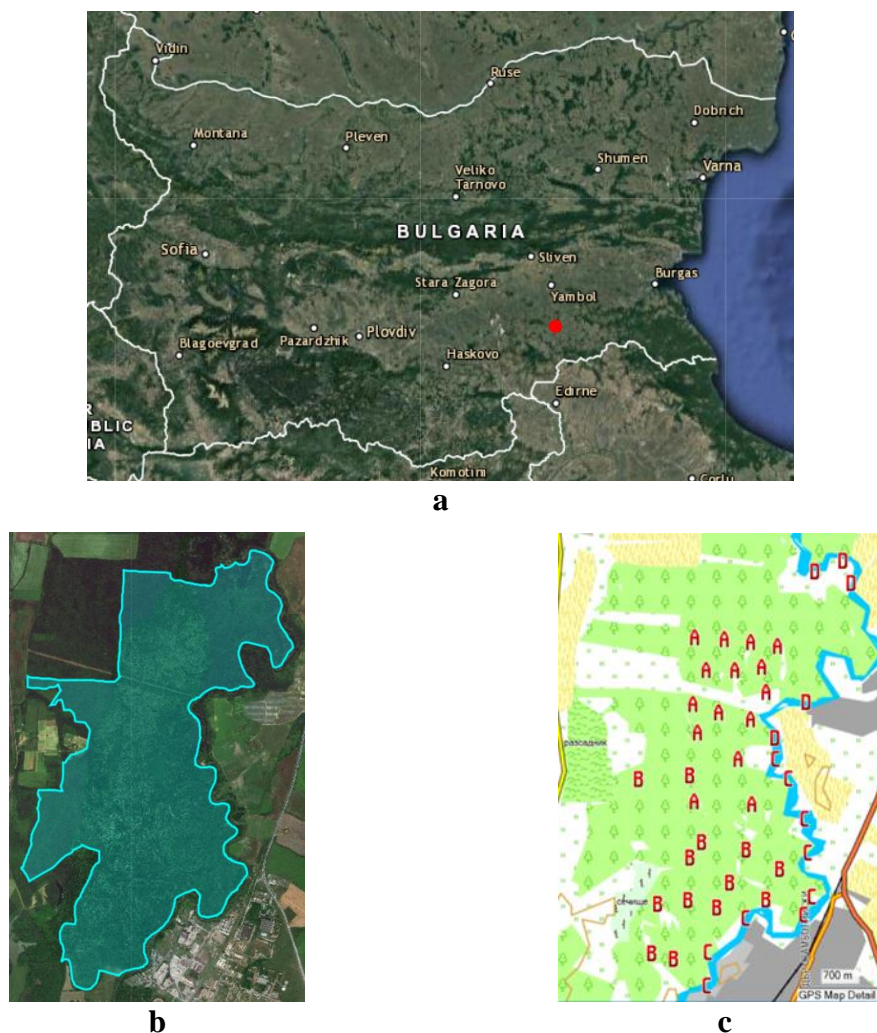 Vidin
Ruse
Dobrich
Montana
Pleven
Shumen
Varna
Veliko
Tarnovo
BULGARIA
Sofia
Sliven
Stara Zagora
Burgas
Yambol
Blagoevgrad
Pazardzhik
Plovdiv
Haskovo
Edirne
R
BLIC
IA
Komotini
Corlu
a
D D
D
A A A A
A A A
A D
A A A
A D
разсадник
A C
B B C
A A
C
B B C
B
B
B
C
сечище B B B B
C C
B B C
700 m
C
GPS Map Detail
b c